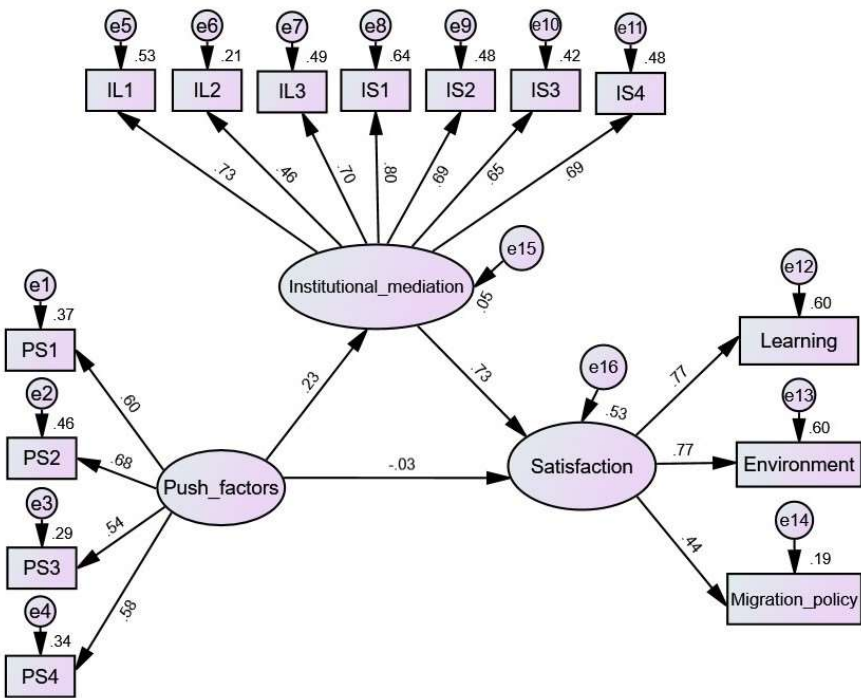 e5
e6
e7
e8
e9
e10
e11
.53
.21
.49
.64
.48
.42
.48
IL1
IL2
IL3
IS1
IS2
IS3
IS4
.73
.46
.70
.80
.69
.65
.69
e15
Institutional_mediation
.05
e1
.37
PS1
e2
.46
PS2
e3
.29
PS3
e4
.34
PS4
.60
.68
.54
.58
Push_factors
.23
-.03
.73
e16
.53
Satisfaction
.77
.77
.44
e12
.60
Learning
e13
.60
Environment
e14
.19
Migration_policy